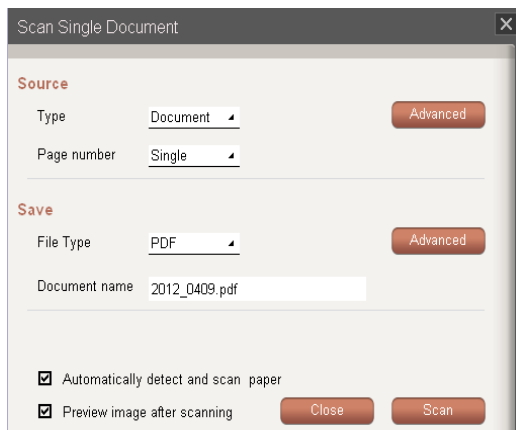 Scan Single Document
Source
Type Document Advanced
Page number Single
Save
File Type PDF Advanced
Document name 2012_0409.pdf
Automatically detect and scan paper
Preview image after scanning Close Scan